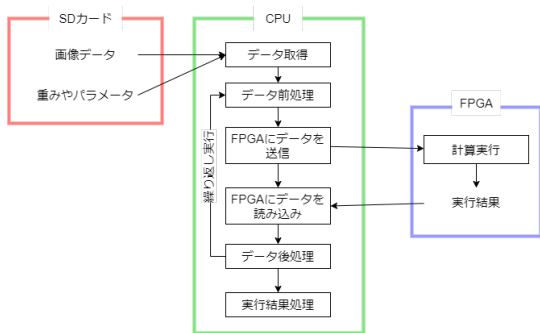 SDカード
画像データ
重みやパラメータ
CPU
データ取得
データ前処理
FPGAにデータを
送信
FPGAにデータを
読み込み
データ後処理
実行結果処理
繰り返し実行
FPGA
計算実行
実行結果